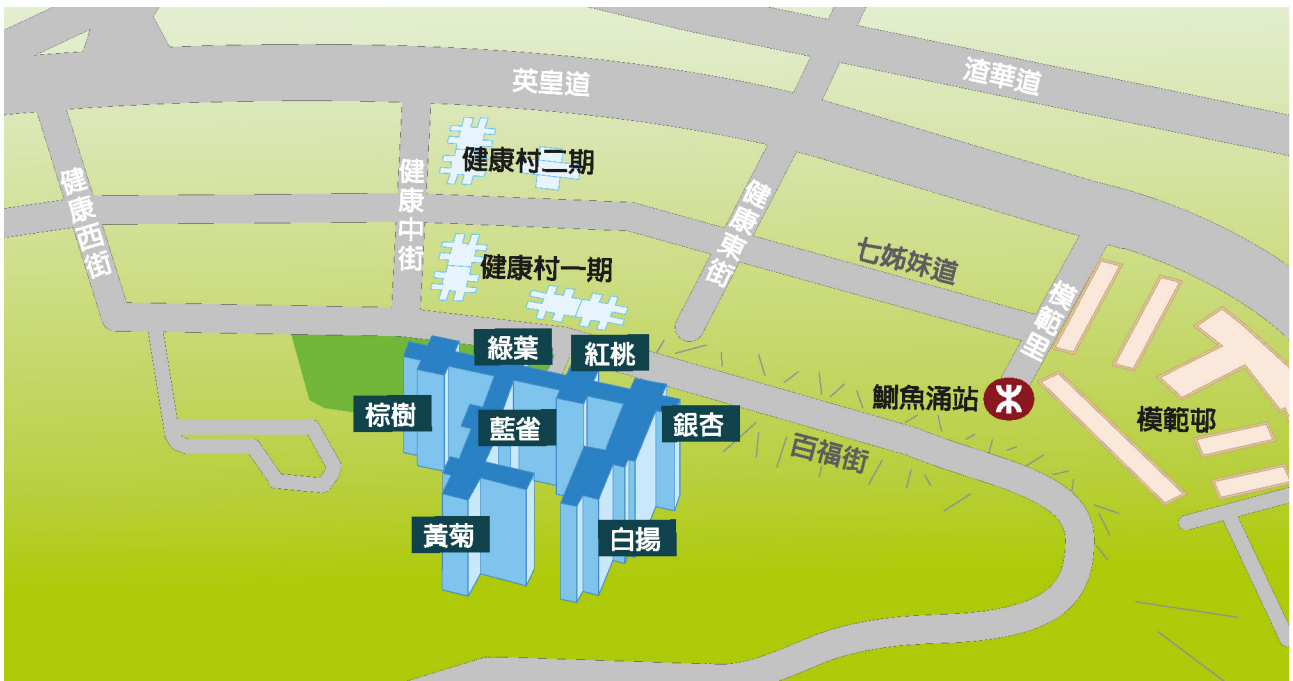 渣華道
英皇道
健康村二期
健康西街
健康中街
健康東街
七姊妹道
健康村一期
模範里
綠葉
紅桃
鰂魚涌站
棕樹
藍雀
銀杏
模範邨
百福街
黃菊
白揚